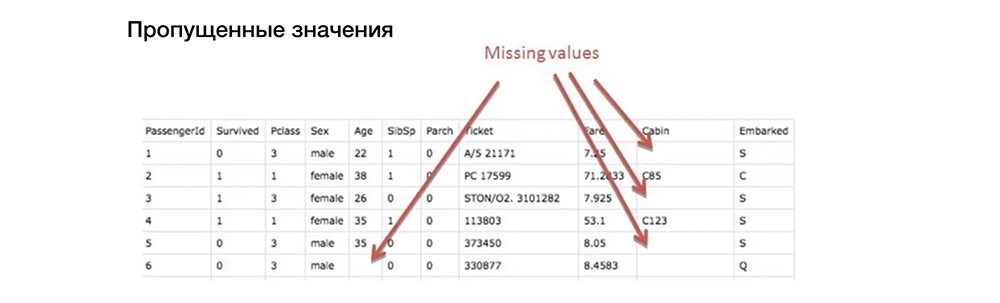 Пропущенные значения
Missing values
PassengerId Survived Pclass Sex Age SibSp Parch Ticket Fare Cabin Embarked
1 0 3 male 22 1 0 A/5 21171 7.25 S
2 1 1 female 38 1 0 PC 17599 71.2833 C85 C
3 1 3 female 26 0 0 STON/O2. 3101282 7.925 S
4 1 1 female 35 1 0 113803 53.1 C123 S
5 0 3 male 35 0 0 373450 8.05 S
6 0 3 male 0 0 330877 8.4583 Q